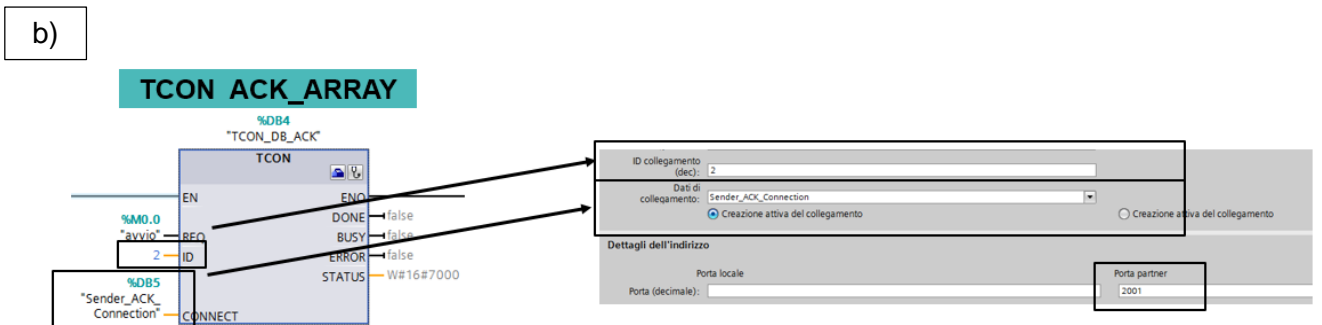 b)
TCON ACK_ARRAY
%DB4
"TCON_DB_ACK"
TCON
EN
ENO
%M0.0
"avvio"
REQ
DONE
false
BUSY
false
2
ID
ERROR
false
%DB5
STATUS
W#16#7000
"Sender_ACK_
Connection"
CONNECT
ID collegamento
(dec):
2
Dati di
collegamento:
Sender_ACK_Connection
Creazione attiva del collegamento
Creazione attiva del collegamento
Dettagli dell'indirizzo
Porta locale
Porta partner
Porta (decimale):
2001